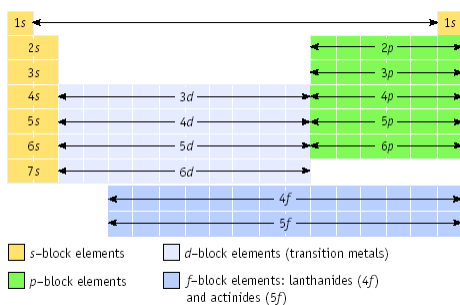 1s 1s
2s 2p
3s 3p
4s 3d 4p
5s 4d 5p
6s 5d 6p
7s 6d
4f
5f
s–block elements d–block elements (transition metals)
p–block elements f–block elements: lanthanides (4f)
and actinides (5f)